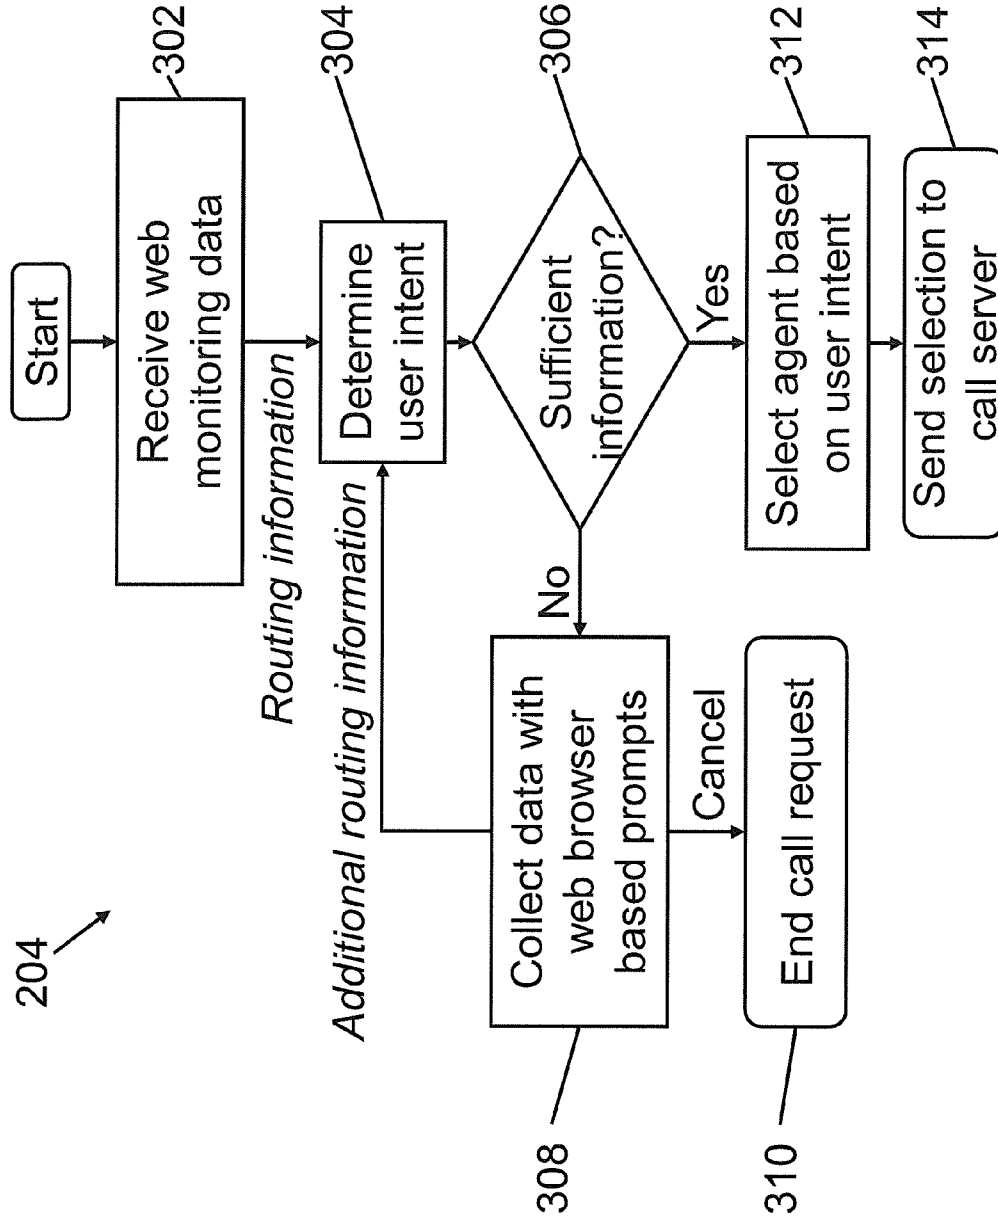 204
Start
Receive web
monitoring data
302
Routing information
Additional routing information
Determine
user intent
304
Sufficient
information?
306
No
Yes
Collect data with
web browser
based prompts
308
Cancel
End call request
310
Select agent based
on user intent
312
Send selection to
call server
314